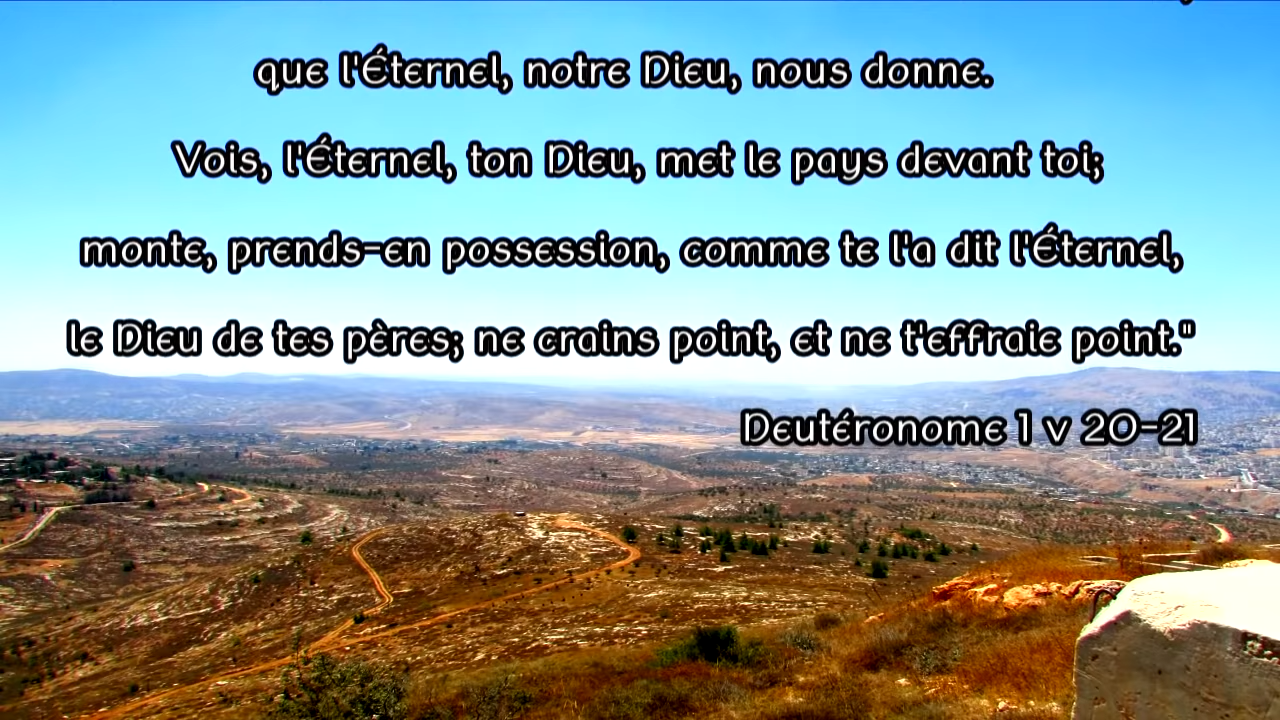 que l'Éternel, notre Dieu, nous donne.
Vois, l'Éternel, ton Dieu, met le pays devant toi;
monte, prends-en possession, comme te l'a dit l'Éternel,
le Dieu de tes pères; ne crains point, et ne t'effraie point."
Deutéronome 1 v 20-21